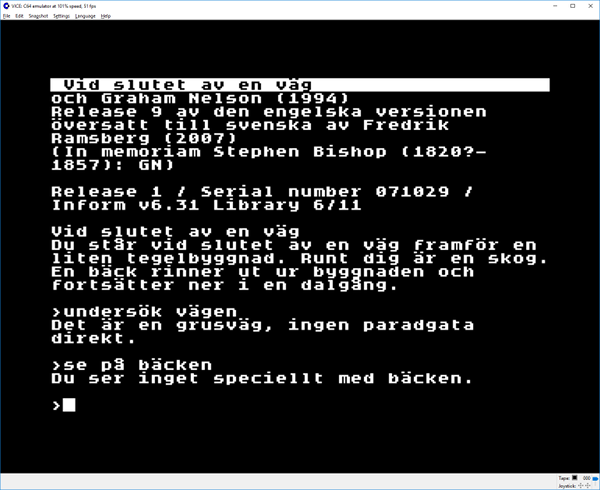 VICE: C64 emulator at 101% speed, 51 fps
File Edit Snapshot Settings Language Help
Vid slutet av en väg
och Graham Nelson (1994)
Release 9 av den engelska versionen
översatt till svenska av Fredrik
Ramsberg (2007)
(In memoriam Stephen Bishop (1820?-
1857): GN)
Release 1 / Serial number 071029 /
Inform v6.31 Library 6/11
Vid slutet av en väg
Du står vid slutet av en väg framför en
liten tegelbyggnad. Runt dig är en skog.
En bäck rinner ut ur byggnaden och
fortsätter ner i en dalgång.
>undersök vägen
Det är en grusväg, ingen paradgata
direkt.
>se på bäcken
Du ser inget speciellt med bäcken.
>
Tape: 000
Joystick: